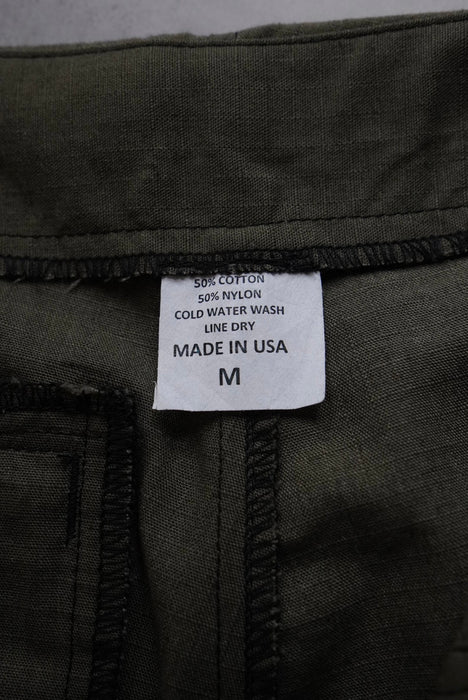 50% COTTON
50% NYLON
COLD WATER WASH
LINE DRY
MADE IN USA
M